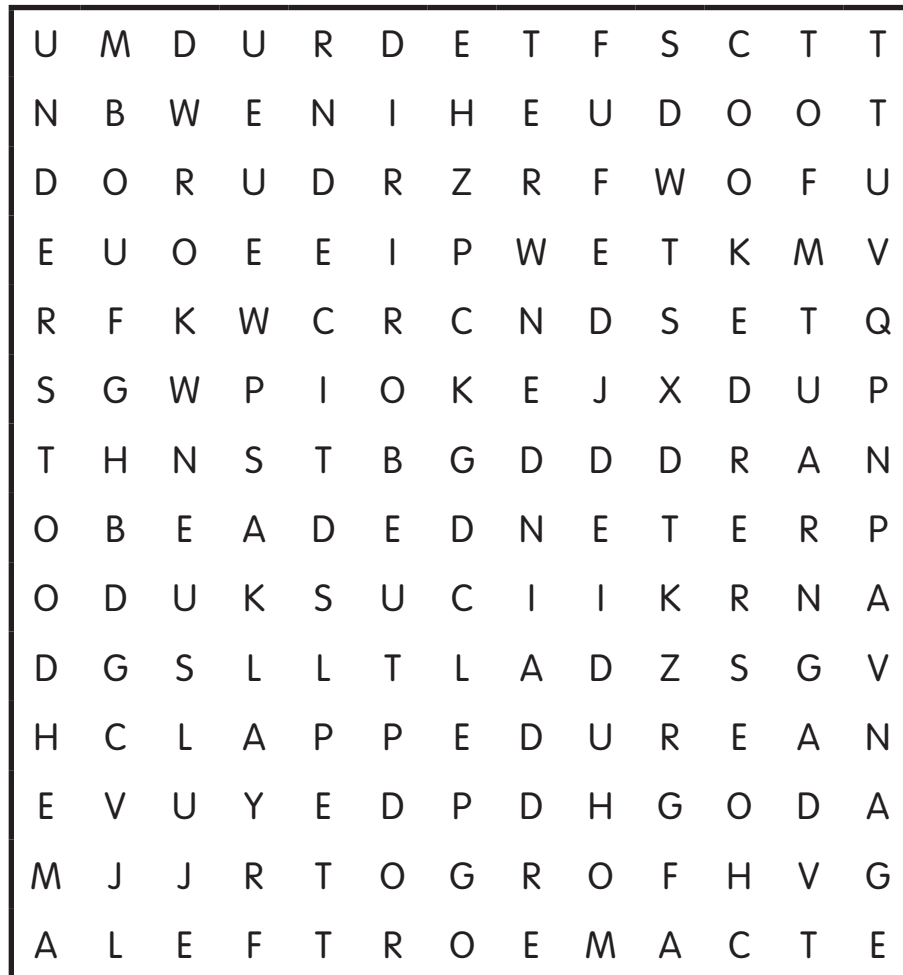 U M D U R D E T F S C T T
N B W E N I H E U D O O T
D O R U D R Z R F W O F U
E U O E E I P W E T K M V
R F K W C R C N D S E T Q
S G W P I O K E J X D U P
T H N S T B G D D D R A N
O B E A D E D N E T E R P
O D U K S U C I I K R N A
D G S L L T L A D Z S G V
H C L A P P E D U R E A N
E V U Y E D P D H G O D A
M J J R T O G R O F H V G
A L E F T R O E M A C T E